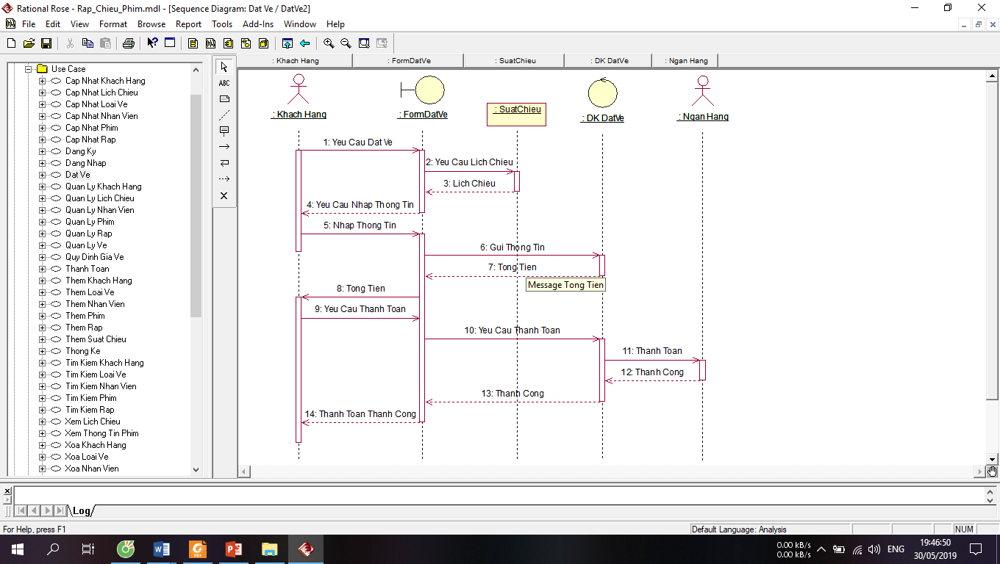 Rational Rose - Rap_Chieu_Phim.mdl - [Sequence Diagram: Dat Ve / DatVe2]
File Edit View Format Browse Report Tools Add-Ins Window Help
ABC
Use Case
Cap Nhat Khach Hang
Cap Nhat Lich Chieu
Cap Nhat Loai Ve
Cap Nhat Nhan Vien
Cap Nhat Phim
Cap Nhat Rap
Dang Ky
Dang Nhap
Dat Ve
Quan Ly Khach Hang
Quan Ly Lich Chieu
Quan Ly Nhan Vien
Quan Ly Phim
Quan Ly Rap
Quan Ly Ve
Quy Dinh Gia Ve
Thanh Toan
Them Khach Hang
Them Loai Ve
Them Nhan Vien
Them Phim
Them Rap
Them Suat Chieu
Thong Ke
Tim Kiem Khach Hang
Tim Kiem Loai Ve
Tim Kiem Nhan Vien
Tim Kiem Phim
Tim Kiem Rap
Xem Lich Chieu
Xem Thong Tin Phim
Xoa Khach Hang
Xoa Loai Ve
Xoa Nhan Vien
: Khach Hang : FormDatVe : SuatChieu : DK DatVe : Ngan Hang
: Khach Hang : FormDatVe : SuatChieu : DK DatVe : Ngan Hang
1: Yeu Cau Dat Ve
2: Yeu Cau Lich Chieu
3: Lich Chieu
4: Yeu Cau Nhap Thong Tin
5: Nhap Thong Tin
6: Gui Thong Tin
7: Tong Tien
Message Tong Tien
8: Tong Tien
9: Yeu Cau Thanh Toan
10: Yeu Cau Thanh Toan
11: Thanh Toan
12: Thanh Cong
13: Thanh Cong
14: Thanh Toan Thanh Cong
Log
For Help, press F1
Default Language: Analysis
NUM
0.00 kB/s
0.00 kB/s
ENG
19:46:50
30/05/2019